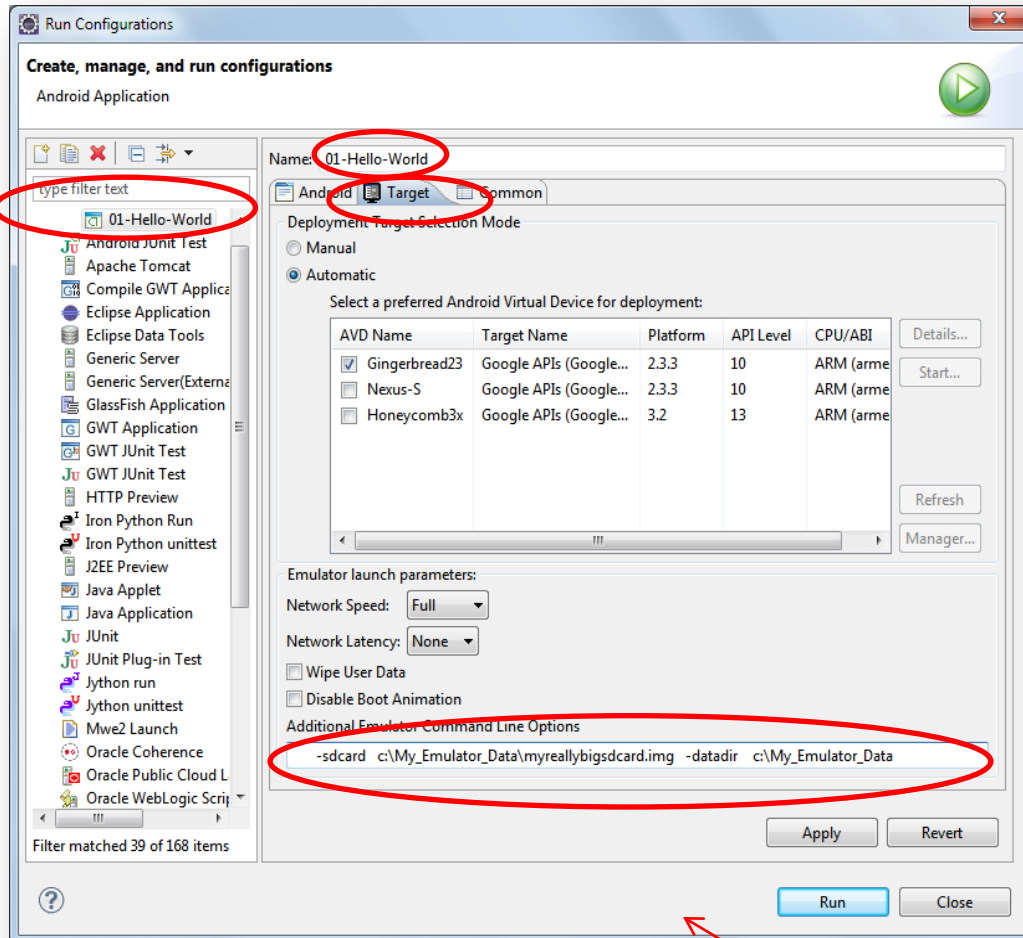 Run Configurations
Create, manage, and run configurations
Android Application
type filter text
01-Hello-World
Android JUnit Test
Apache Tomcat
Compile GWT Applica
Eclipse Application
Eclipse Data Tools
Generic Server
Generic Server(Externa
GlassFish Application
GWT Application
GWT JUnit Test
GWT JUnit Test
HTTP Preview
Iron Python Run
Iron Python unittest
J2EE Preview
Java Applet
Java Application
JUnit
JUnit Plug-in Test
Jython run
Jython unittest
Mwe2 Launch
Oracle Coherence
Oracle Public Cloud L
Oracle WebLogic Scrip
Filter matched 39 of 168 items
Name: 01-Hello-World
Android Target Common
Deployment Target Selection Mode
Manual
Automatic
Select a preferred Android Virtual Device for deployment:
AVD Name Target Name Platform API Level CPU/ABI
Gingerbread23 Google APIs (Google... 2.3.3 10 ARM (arme
Nexus-S Google APIs (Google... 2.3.3 10 ARM (arme
Honeycomb3x Google APIs (Google... 3.2 13 ARM (arme
Details...
Start...
Refresh
Manager...
Emulator launch parameters:
Network Speed: Full
Network Latency: None
Wipe User Data
Disable Boot Animation
Additional Emulator Command Line Options
-sdcard c:\My_Emulator_Data\myreallybigsdcard.img -datadir c:\My_Emulator_Data
Apply Revert
Run Close